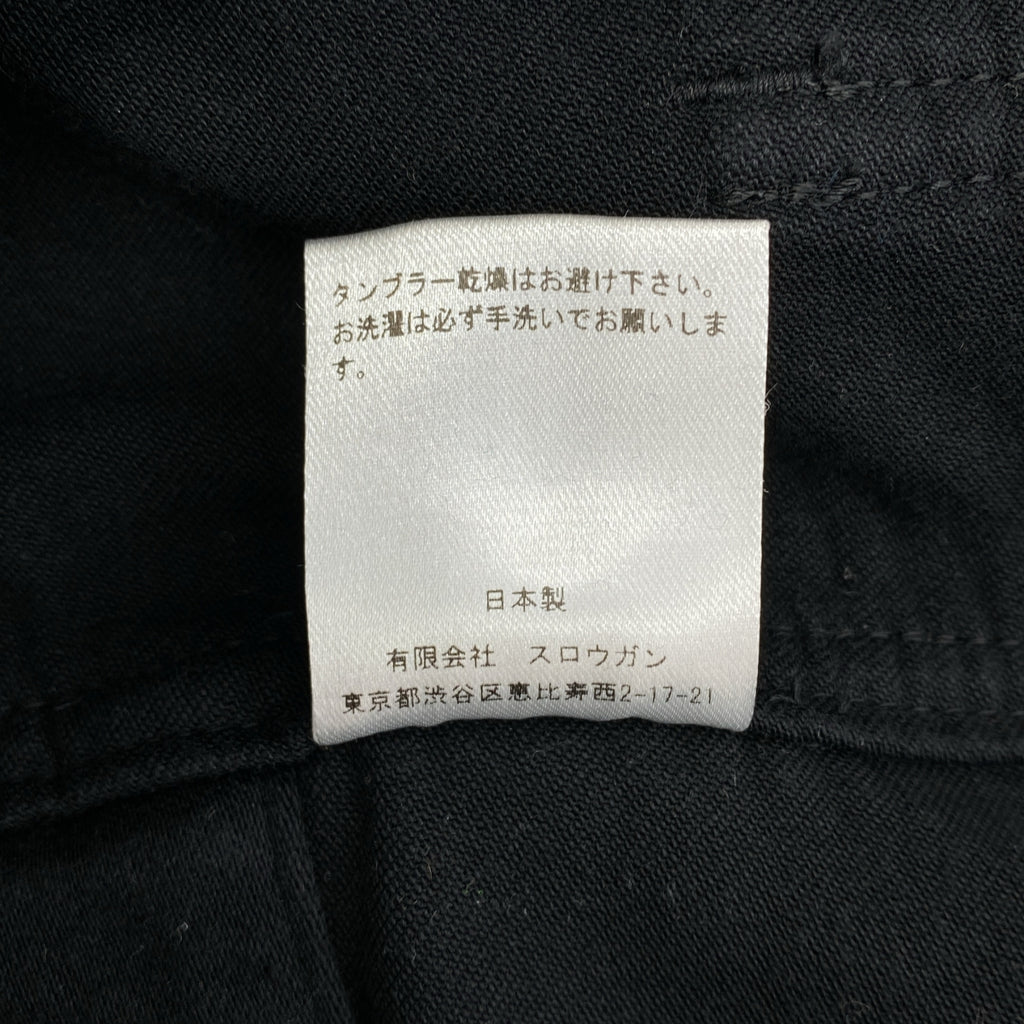 タンブラー乾燥はお避け下さい。
お洗濯は必ず手洗いでお願いしま
す。
日本製
有限会社　スロウガン
東京都渋谷区恵比寿西2-17-21